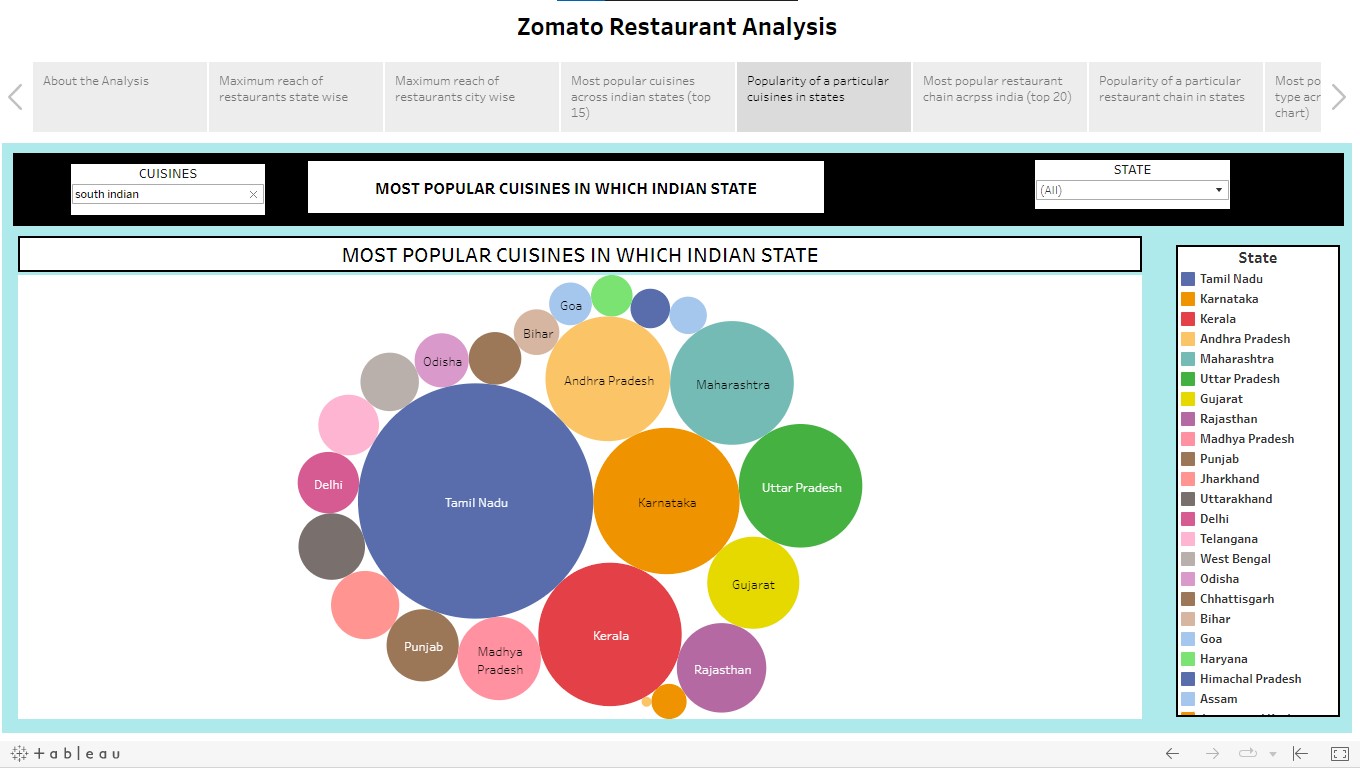 Zomato Restaurant Analysis
About the Analysis
Maximum reach of
restaurants state wise
Maximum reach of
restaurants city wise
Most popular cuisines
across indian states (top
15)
Popularity of a particular
cuisines in states
Most popular restaurant
chain acrpss india (top 20)
Popularity of a particular
restaurant chain in states
Most po
type acr
chart)
CUISINES
south indian
MOST POPULAR CUISINES IN WHICH INDIAN STATE
STATE
(All)
MOST POPULAR CUISINES IN WHICH INDIAN STATE
Goa
Bihar
Odisha
Andhra Pradesh
Maharashtra
Delhi
Tamil Nadu
Karnataka
Uttar Pradesh
Gujarat
Kerala
Punjab
Madhya
Pradesh
Rajasthan
State
Tamil Nadu
Karnataka
Kerala
Andhra Pradesh
Maharashtra
Uttar Pradesh
Gujarat
Rajasthan
Madhya Pradesh
Punjab
Jharkhand
Uttarakhand
Delhi
Telangana
West Bengal
Odisha
Chhattisgarh
Bihar
Goa
Haryana
Himachal Pradesh
Assam
+ableau